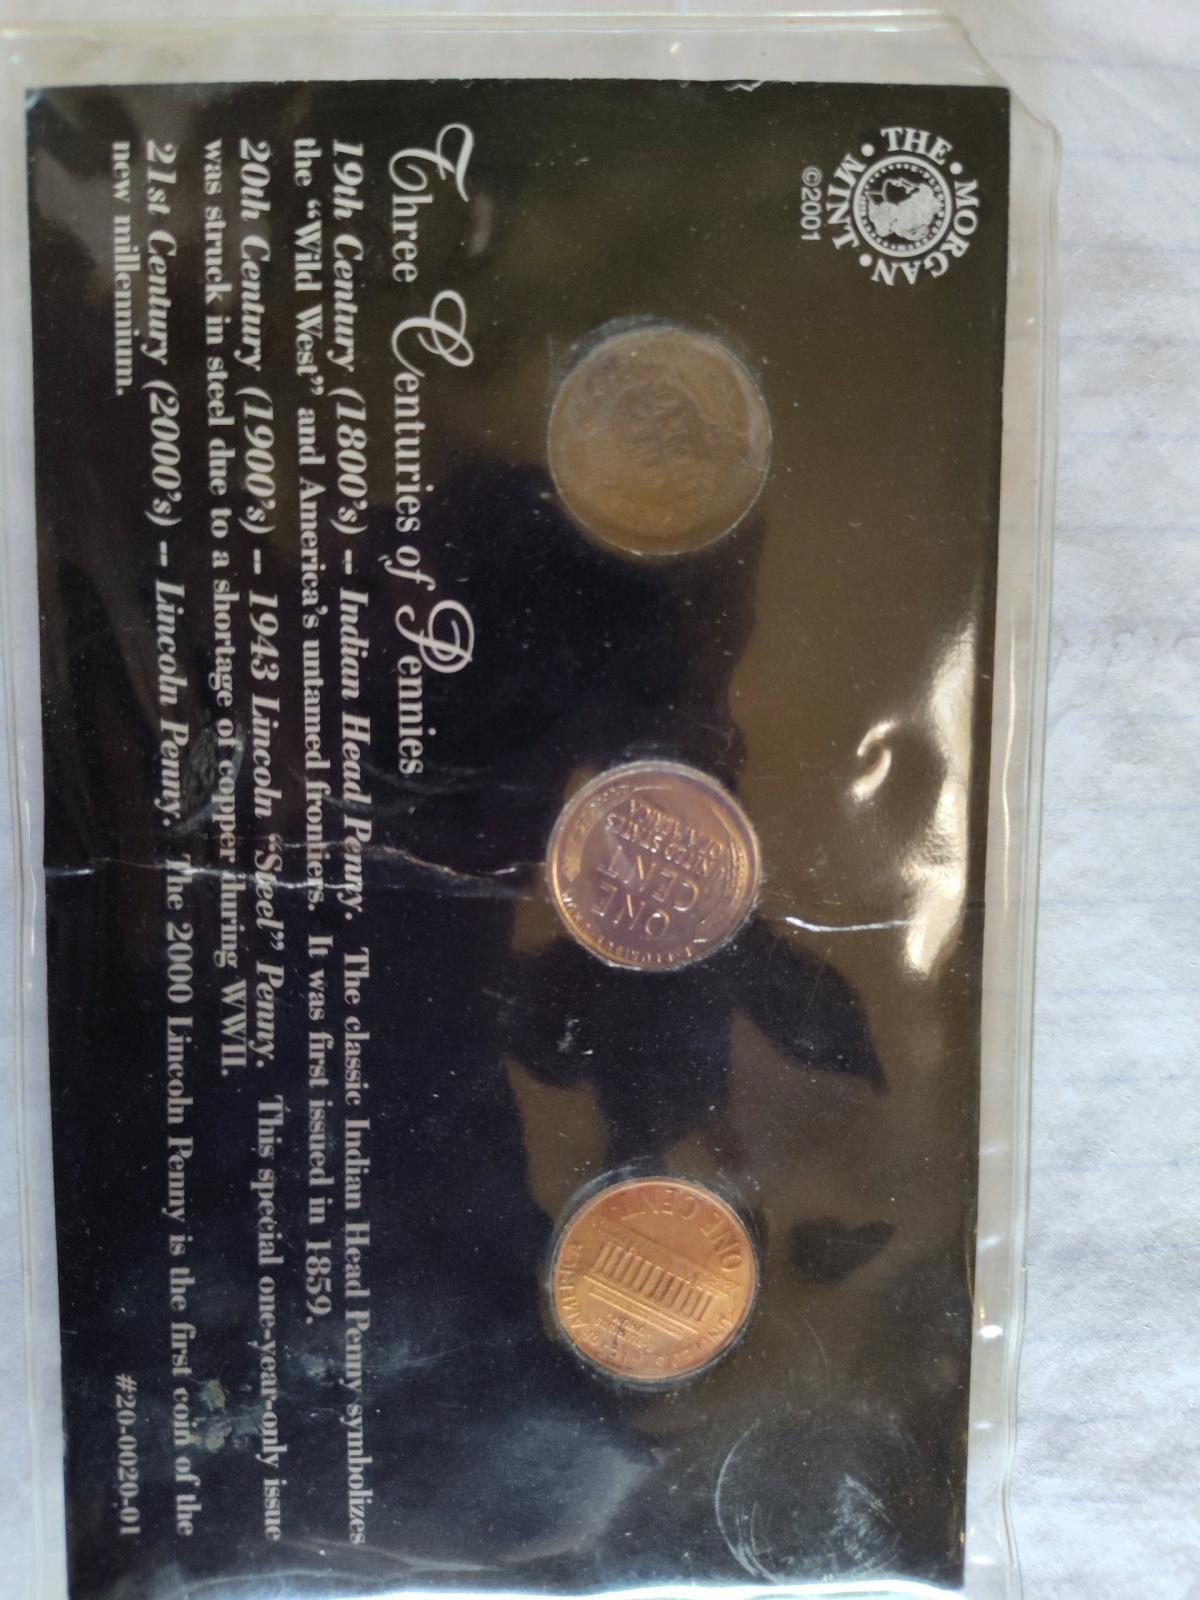 THE • MORGAN • MINT •
©2001
ONE
CENT
UNITED STATES
OF AMERICA
ONE CENT
AMERICA
Three Centuries of Pennies
19th Century (1800's) -- Indian Head Penny. The classic Indian Head Penny symbolizes
the “Wild West” and America's untamed frontiers. It was first issued in 1859.
20th Century (1900's) -- 1943 Lincoln “Steel” Penny. This special one-year-only issue
was struck in steel due to a shortage of copper during WWII.
21st Century (2000's) -- Lincoln Penny. The 2000 Lincoln Penny is the first coin of the
new millennium.
#20-0020-01